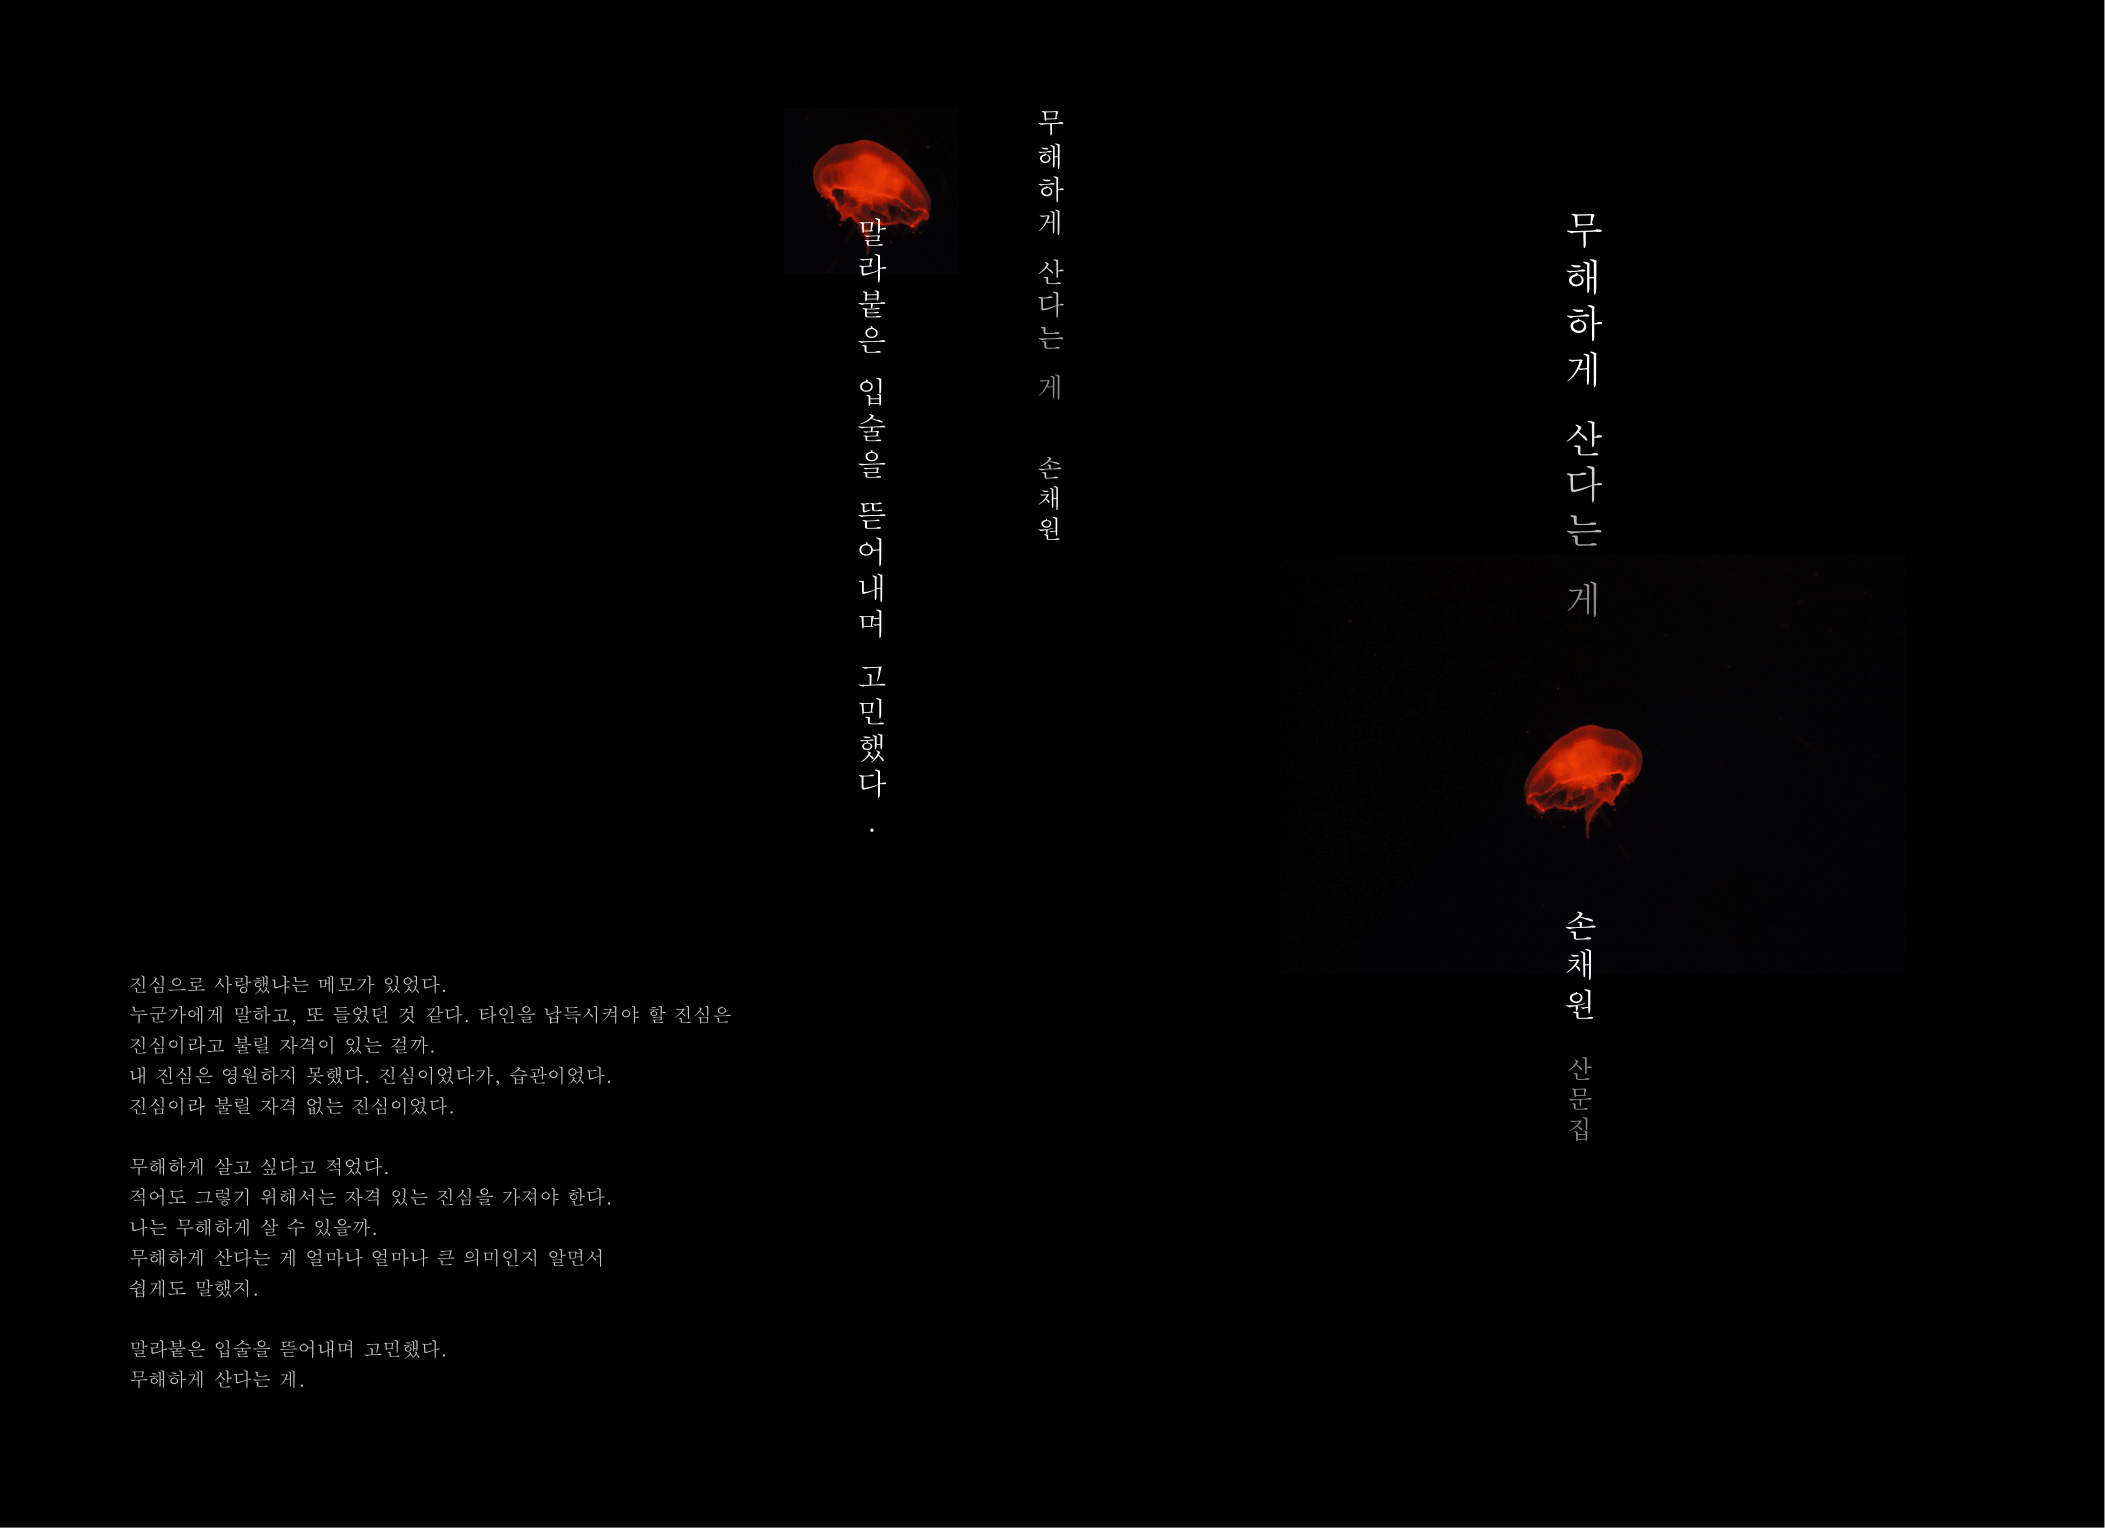 무해하게 산다는 게
손채원
산문집
무해하게 산다는 게 손채원
말라붙은 입술을 뜯어내며 고민했다.
진심으로 사랑했냐는 메모가 있었다.
누군가에게 말하고, 또 들었던 것 같다. 타인을 납득시켜야 할 진심은
진심이라고 불릴 자격이 있는 걸까.
내 진심은 영원하지 못했다. 진심이었다가, 습관이었다.
진심이라 불릴 자격 없는 진심이었다.
무해하게 살고 싶다고 적었다.
적어도 그렇기 위해서는 자격 있는 진심을 가져야 한다.
나는 무해하게 살 수 있을까.
무해하게 산다는 게 얼마나 얼마나 큰 의미인지 알면서
쉽게도 말했지.
말라붙은 입술을 뜯어내며 고민했다.
무해하게 산다는 게.